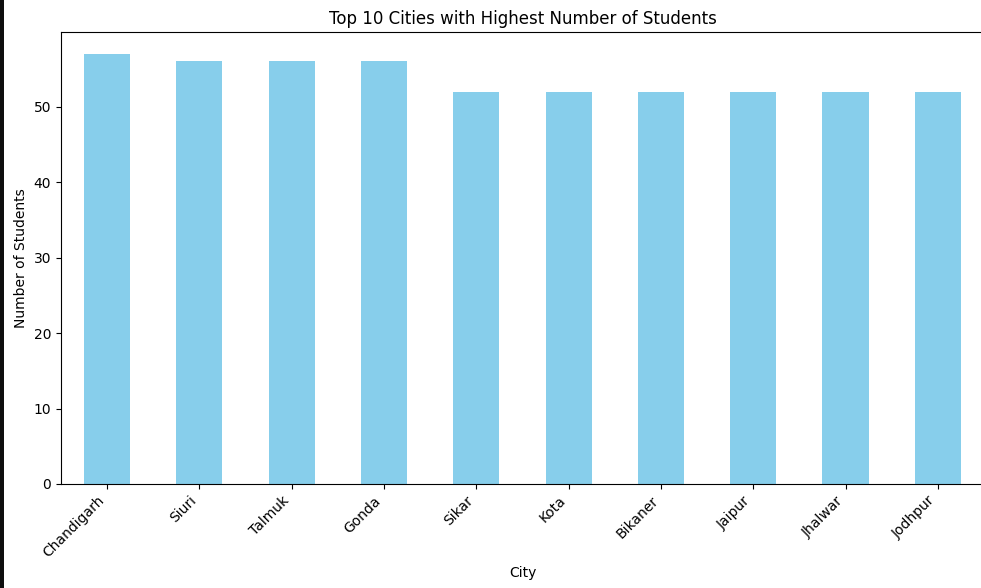 Top 10 Cities with Highest Number of Students
Number of Students
50
40
30
20
10
0
Chandigarh
Siuri
Talmuk
Gonda
Sikar
Kota
Bikaner
Jaipur
Jhalwar
Jodhpur
City